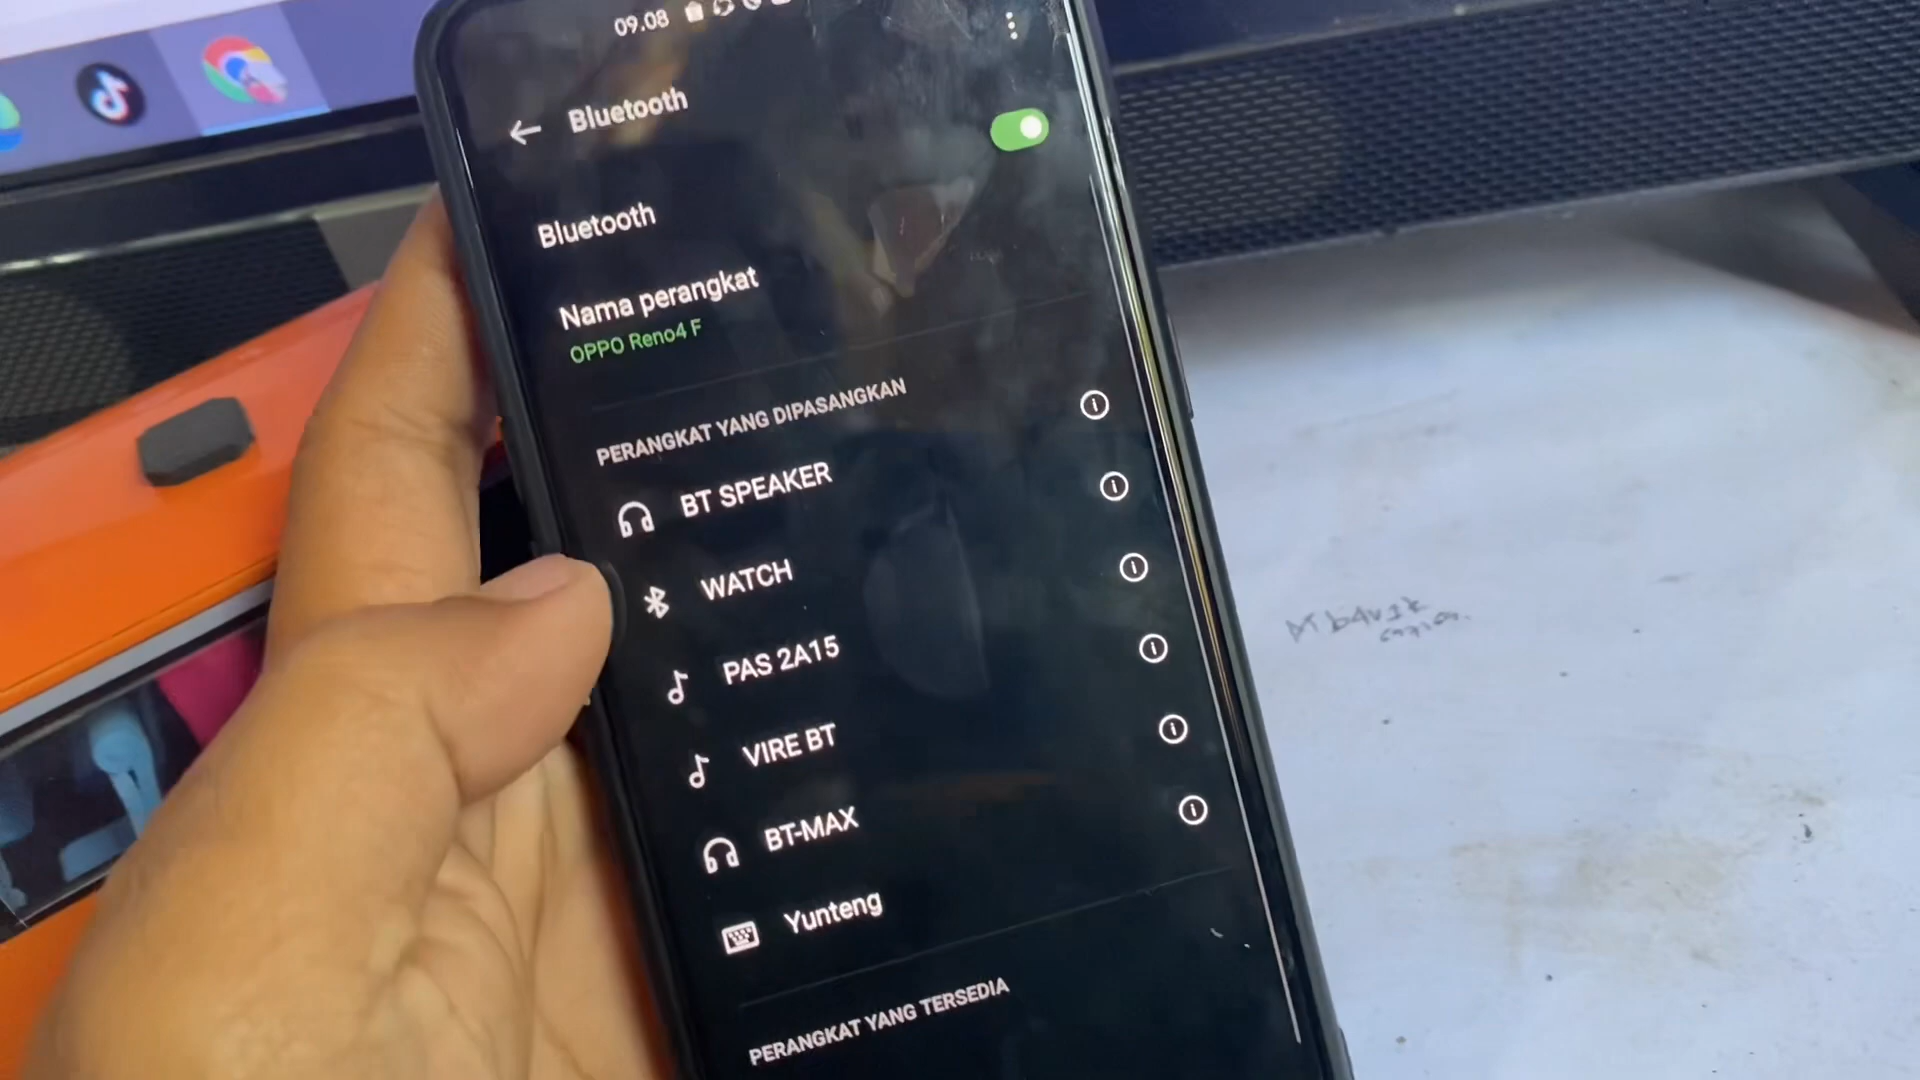 09.08
Bluetooth
Bluetooth
Nama perangkat
OPPO Reno4 F
PERANGKAT YANG DIPASANGKAN
BT SPEAKER
WATCH
PAS 2A15
VIRE BT
BT-MAX
Yunteng
PERANGKAT YANG TERSEDIA